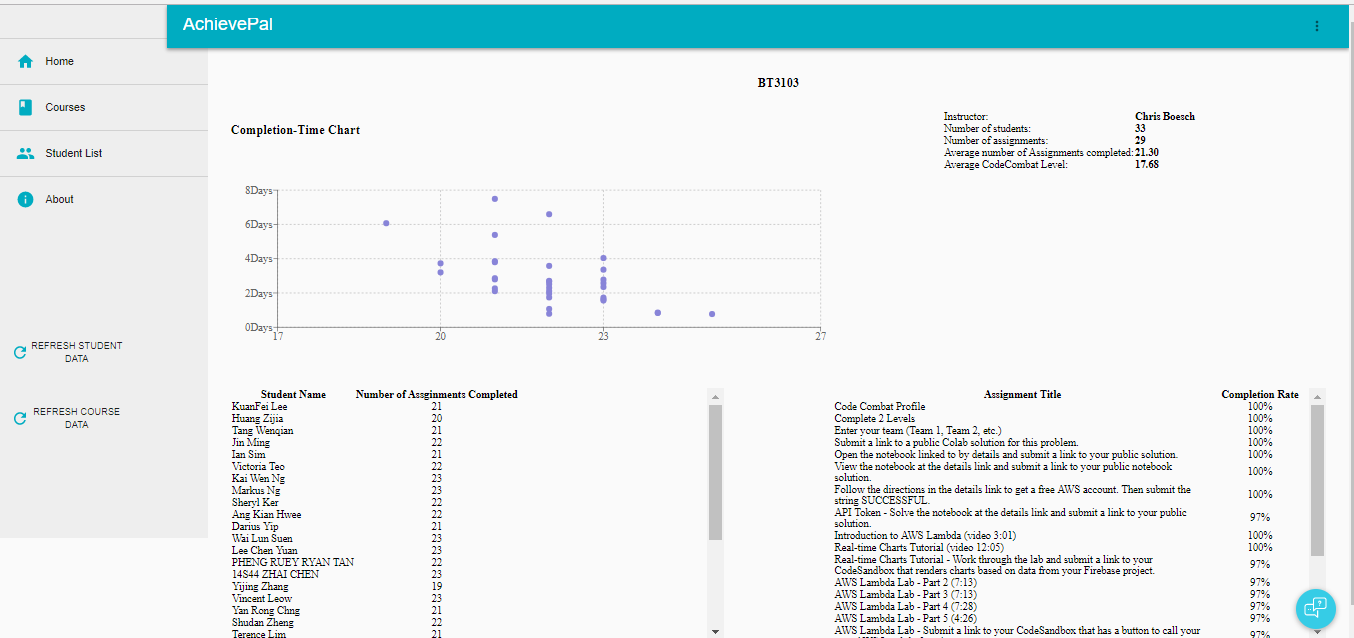 AchievePal
Home
Courses
Student List
About
REFRESH STUDENT
DATA
REFRESH COURSE
DATA
BT3103
Completion-Time Chart
Instructor: Chris Boesch
Number of students: 33
Number of assignments: 29
Average number of Assignments completed: 21.30
Average CodeCombat Level: 17.68
8Days
6Days
4Days
2Days
0Days
17 20 23 27
Student Name Number of Assginments Completed
KuanFei Lee 21
Huang Zijia 20
Tang Wenqian 21
Jin Ming 22
Ian Sim 21
Victoria Teo 22
Kai Wen Ng 23
Markus Ng 23
Sheryl Ker 22
Ang Kian Hwee 22
Darius Yip 21
Wai Lun Suen 23
Lee Chen Yuan 23
PHENG RUEY RYAN TAN 22
14S44 ZHAI CHEN 23
Yijing Zhang 19
Vincent Leow 23
Yan Rong Chng 21
Shudan Zheng 22
Terence Lim 21
Assignment Title Completion Rate
Code Combat Profile 100%
Complete 2 Levels 100%
Enter your team (Team 1, Team 2, etc.) 100%
Submit a link to a public Colab solution for this problem. 100%
Open the notebook linked to by details and submit a link to your public solution. 100%
View the notebook at the details link and submit a link to your public notebook
solution. 100%
Follow the directions in the details link to get a free AWS account. Then submit the
string SUCCESSFUL. 100%
API Token - Solve the notebook at the details link and submit a link to your public
solution. 97%
Introduction to AWS Lambda (video 3:01) 100%
Real-time Charts Tutorial (video 12:05) 100%
Real-time Charts Tutorial - Work through the lab and submit a link to your
CodeSandbox that renders charts based on data from your Firebase project. 97%
AWS Lambda Lab - Part 2 (7:13) 97%
AWS Lambda Lab - Part 3 (7:13) 97%
AWS Lambda Lab - Part 4 (7:28) 97%
AWS Lambda Lab - Part 5 (4:26) 97%
AWS Lambda Lab - Submit a link to your CodeSandbox that has a button to call your 97%